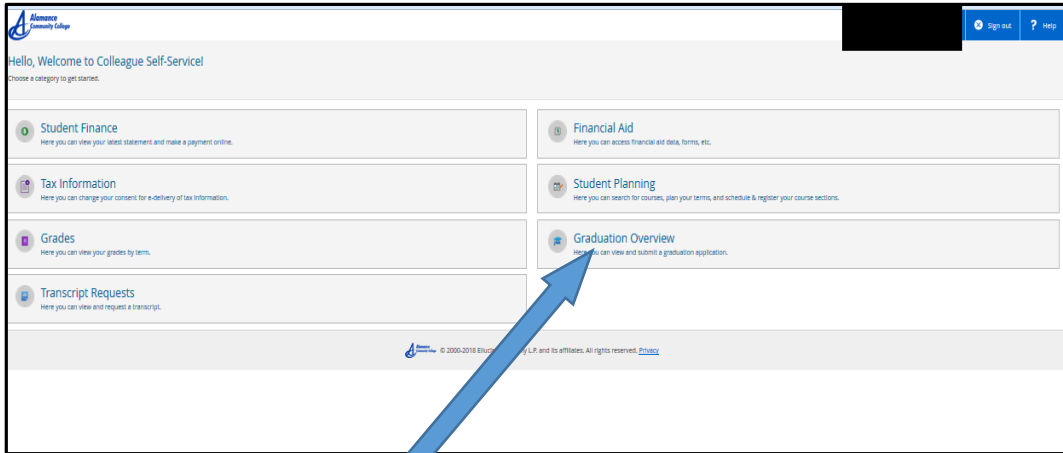 Alamance
Community College
Sign out
? Help
Hello, Welcome to Colleague Self-Service!
Choose a category to get started.
Student Finance
Here you can view your latest statement and make a payment online.
Financial Aid
Here you can access financial aid data, forms, etc.
Tax Information
Here you can change your consent for e-delivery of tax information.
Student Planning
Here you can search for courses, plan your terms, and schedule & register your course sections.
Grades
Here you can view your grades by term.
Graduation Overview
Here you can view and submit a graduation application.
Transcript Requests
Here you can view and request a transcript.
Alamance
Community College
© 2000-2018 L.P. and its affiliates. All rights reserved. Privacy